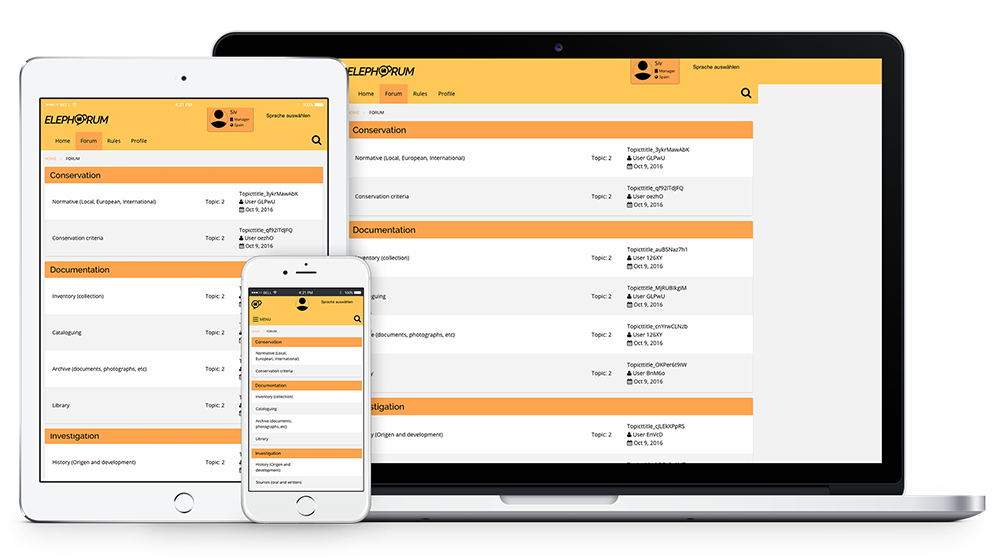 ●●●○○ BELL 4:21 PM 100%
ELEPHORUM
Siv
Manager
Spain
Sprache auswählen
Home Forum Rules Profile
HOME FORUM
Conservation
Normative (Local, European, International) Topic: 2
Topicttitle_3ykrMawAbK
User GLPwU
Oct 9, 2016
Conservation criteria Topic: 2
Topicttitle_qf92iTdJFQ
User oezhO
Oct 9, 2016
Documentation
Inventory (collection) Topic: 2
Cataloguing Topic: 2
Archive (documents, photographs, etc) Topic: 2
Library Topic: 2
Investigation
History (Origen and development) Topic: 2
●●●○○ BELL 4:21 PM 100%
Sprache auswählen
MENU
HOME FORUM
Conservation
Normative (Local,
European, International)
Conservation criteria
Documentation
Inventory (collection)
Cataloguing
Archive (documents,
photographs, etc)
Library
Investigation
History (Origen and
development)
Sources (oral and written)
ELEPHORUM
Siv
Manager
Spain
Sprache auswählen
Home Forum Rules Profile
FORUM
Conservation
Normative (Local, European, International) Topic: 2
Topicttitle_3ykrMawAbK
User GLPwU
Oct 9, 2016
Conservation criteria Topic: 2
Topicttitle_qf92iTdJFQ
User oezhO
Oct 9, 2016
Documentation
ventory (collection) Topic: 2
Topicttitle_auBSNaz7h1
User 126XY
Oct 9, 2016
aloguing Topic: 2
Topicttitle_MjRUBikgiM
User GLPwU
Oct 9, 2016
(documents, photographs, etc) Topic: 2
Topicttitle_cnYrwCLNzb
User 126XY
Oct 9, 2016
Topic: 2
Topicttitle_OKPer6t9IW
User BnM6o
Oct 9, 2016
stigation
(Origen and development) Topic: 2
Topicttitle_cjLEkXPpRS
User EnVcD
Oct 9, 2016